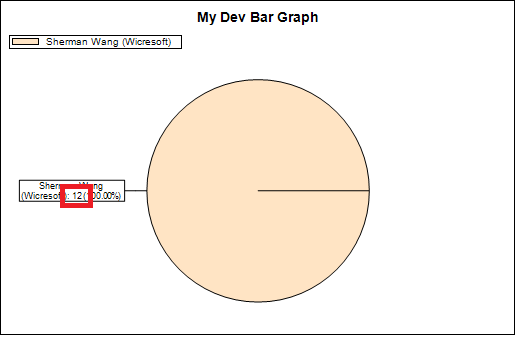 My Dev Bar Graph
Sherman Wang (Wicresoft)
Sherman Wang
(Wicresoft): 12 (100.00%)